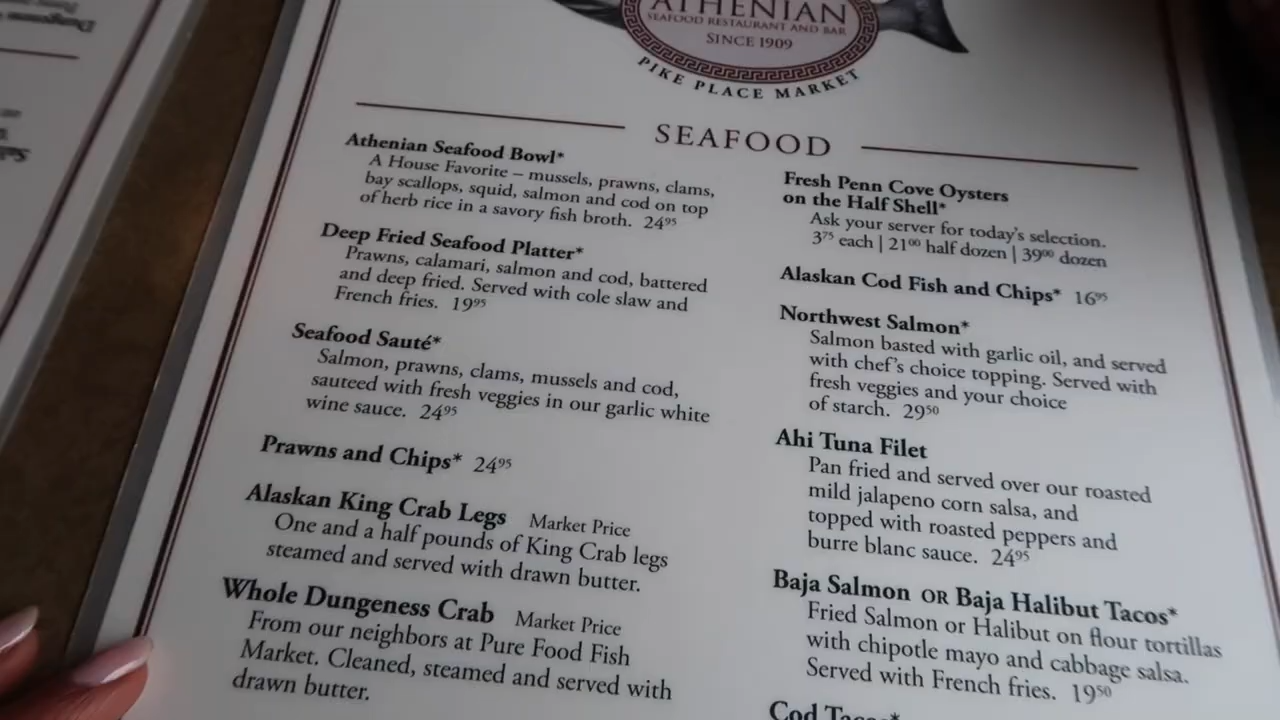 ATHENIAN
SEAFOOD RESTAURANT AND BAR
SINCE 1909
PIKE PLACE MARKET
SEAFOOD
Athenian Seafood Bowl*
A House Favorite – mussels, prawns, clams,
bay scallops, squid, salmon and cod on top
of herb rice in a savory fish broth. 24⁹⁵
Deep Fried Seafood Platter*
Prawns, calamari, salmon and cod, battered
and deep fried. Served with cole slaw and
French fries. 19⁹⁵
Seafood Sauté*
Salmon, prawns, clams, mussels and cod,
sauteed with fresh veggies in our garlic white
wine sauce. 24⁹⁵
Prawns and Chips* 24⁹⁵
Alaskan King Crab Legs Market Price
One and a half pounds of King Crab legs
steamed and served with drawn butter.
Whole Dungeness Crab Market Price
From our neighbors at Pure Food Fish
Market. Cleaned, steamed and served with
drawn butter.
Fresh Penn Cove Oysters
on the Half Shell*
Ask your server for today's selection.
3⁷⁵ each | 21⁰⁰ half dozen | 39⁰⁰ dozen
Alaskan Cod Fish and Chips* 16⁹⁵
Northwest Salmon*
Salmon basted with garlic oil, and served
with chef's choice topping. Served with
fresh veggies and your choice
of starch. 29⁵⁰
Ahi Tuna Filet
Pan fried and served over our roasted
mild jalapeno corn salsa, and
topped with roasted peppers and
burre blanc sauce. 24⁹⁵
Baja Salmon OR Baja Halibut Tacos*
Fried Salmon or Halibut on flour tortillas
with chipotle mayo and cabbage salsa.
Served with French fries. 19⁵⁰
Cod Tacos*